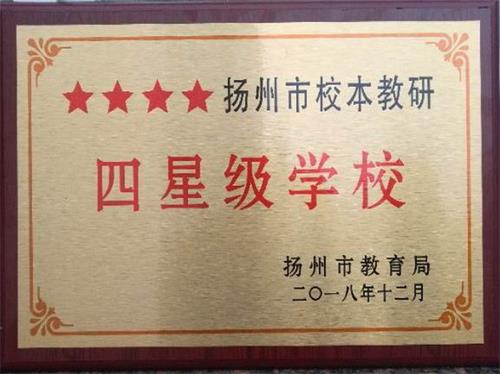 ★★★★扬州市校本教研
四星级学校
扬州市教育局
二〇一八年十二月